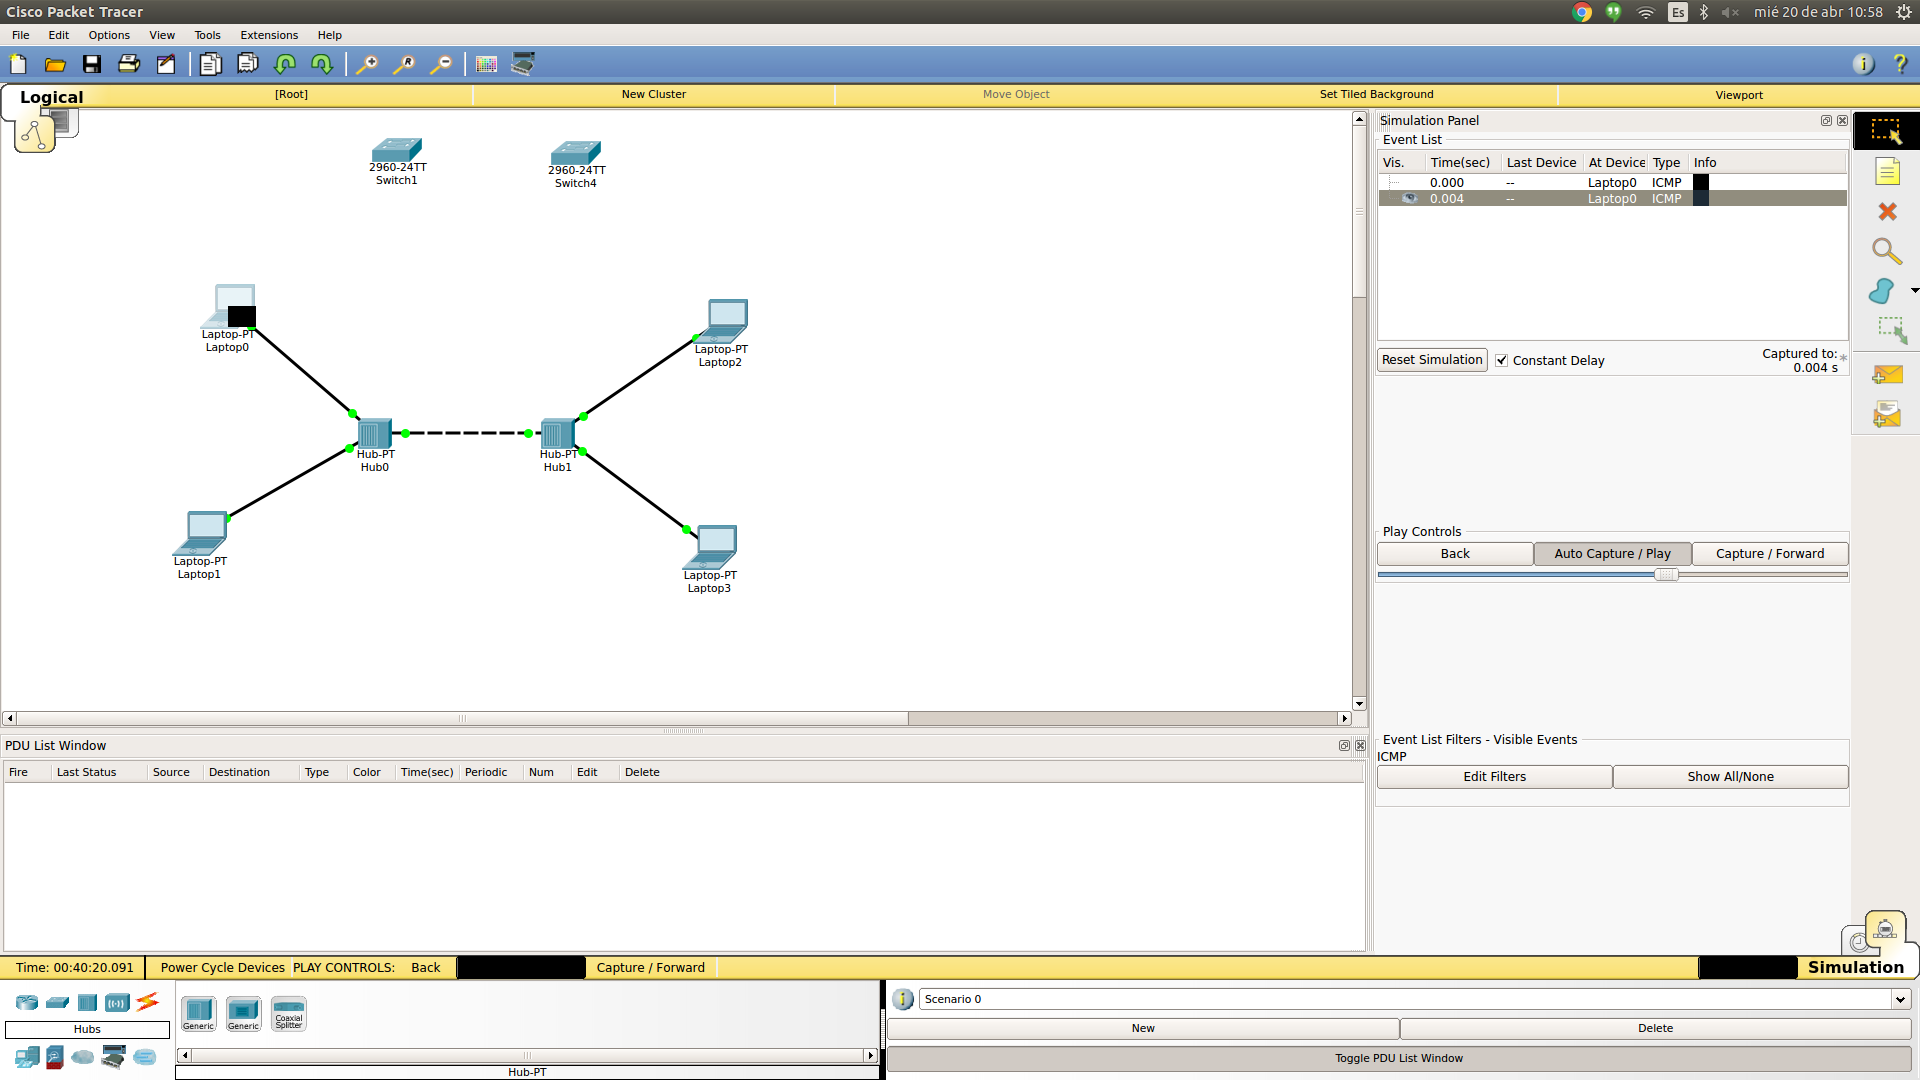 Cisco Packet Tracer
Es
mié 20 de abr 10:58
File Edit Options View Tools Extensions Help
Logical
[Root]
New Cluster
Move Object
Set Tiled Background
Viewport
2960-24TT
Switch1
2960-24TT
Switch4
Laptop-PT
Laptop0
Laptop-PT
Laptop2
Hub-PT
Hub0
Hub-PT
Hub1
Laptop-PT
Laptop1
Laptop-PT
Laptop3
Simulation Panel
Event List
Vis. Time(sec) Last Device At Device Type Info
0.000 -- Laptop0 ICMP
0.004 -- Laptop0 ICMP
Reset Simulation
Constant Delay
Captured to: *
0.004 s
Play Controls
Back
Auto Capture / Play
Capture / Forward
Event List Filters - Visible Events
ICMP
Edit Filters
Show All/None
PDU List Window
Fire Last Status Source Destination Type Color Time(sec) Periodic Num Edit Delete
Time: 00:40:20.091
Power Cycle Devices
PLAY CONTROLS:
Back
Capture / Forward
Simulation
Hubs
Generic
Generic
Coaxial
Splitter
Hub-PT
Scenario 0
New
Delete
Toggle PDU List Window